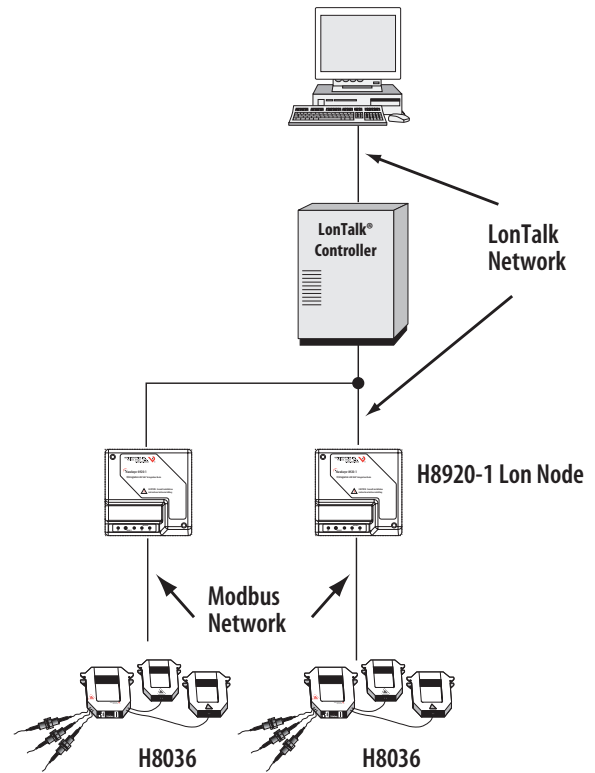 LonTalk®
Controller
LonTalk
Network
H8920-1 Lon Node
Modbus
Network
H8036
H8036